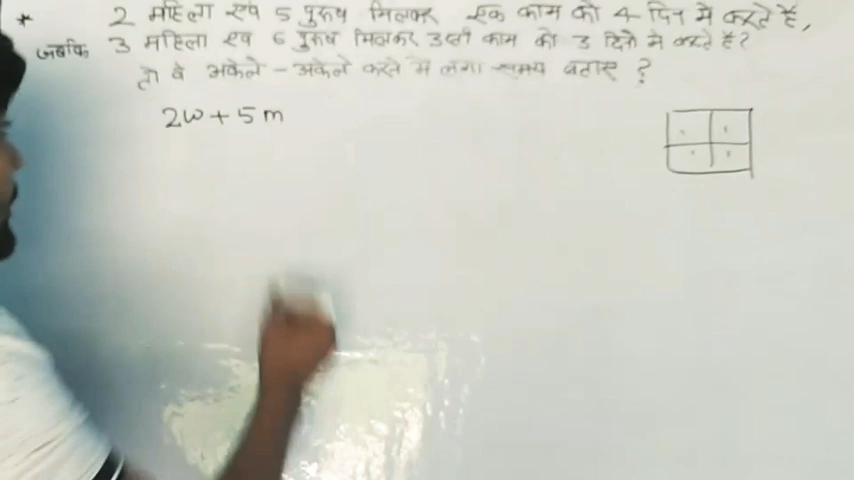 * 2 महिला एवं 5 पुरुष मिलकर एक काम को 4 दिन में करते हैं,
जबकि 3 महिला एवं 6 पुरुष मिलकर उसी काम को 3 दिनों में करते हैं?
तो वे अकेले - अकेले करने में लगा समय बताए ?
2w + 5m